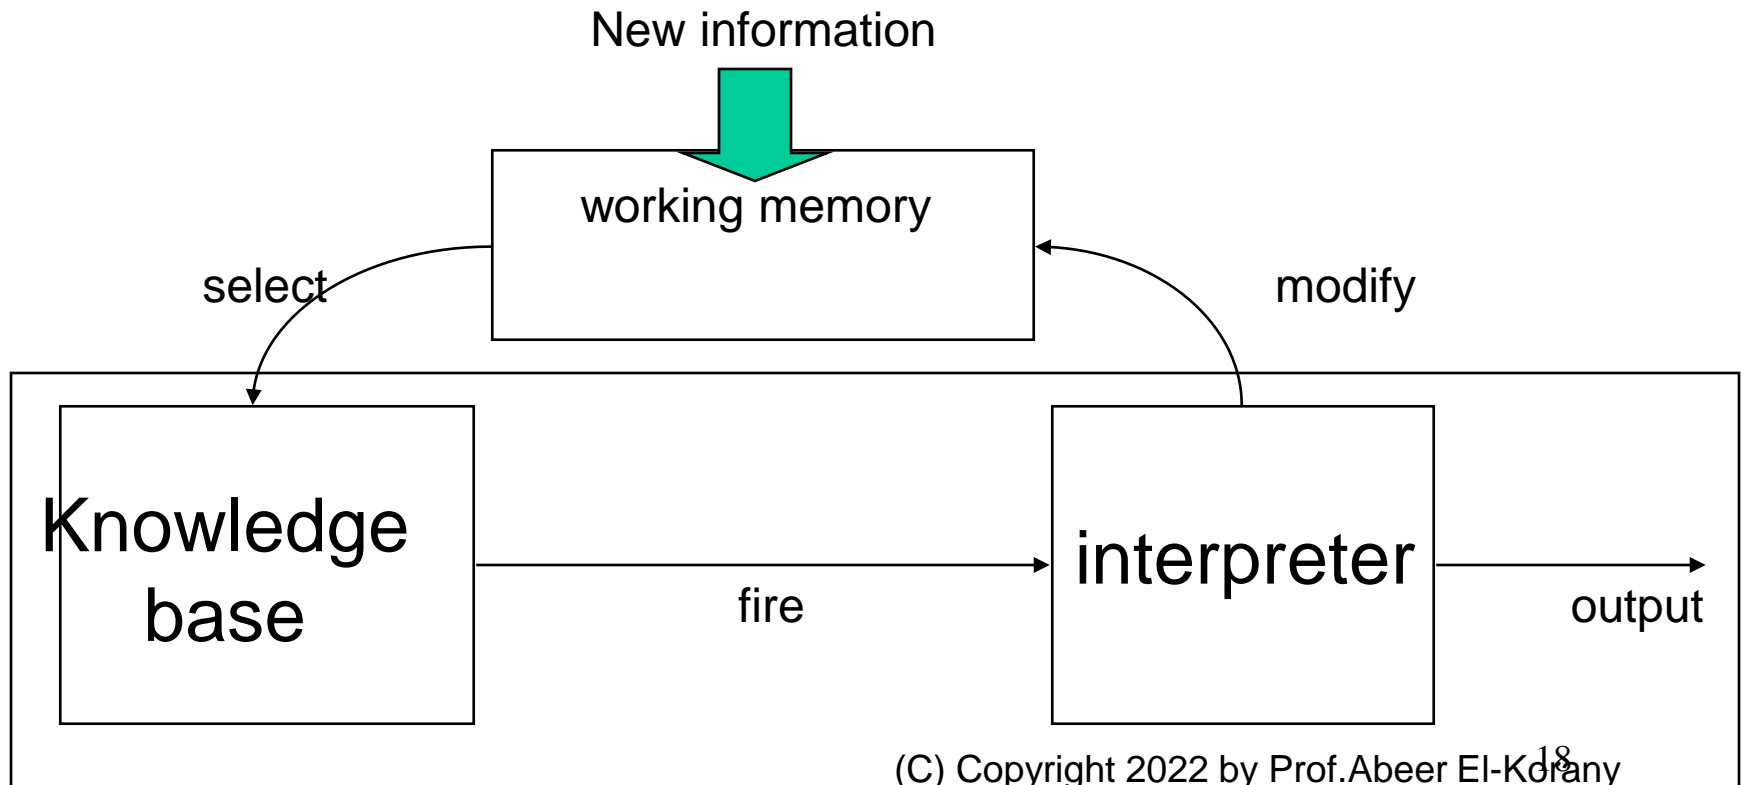 New information
working memory
select
modify
Knowledge
base
interpreter
fire
output
(C) Copyright 2022 by Prof.Abeer El-Korany
18